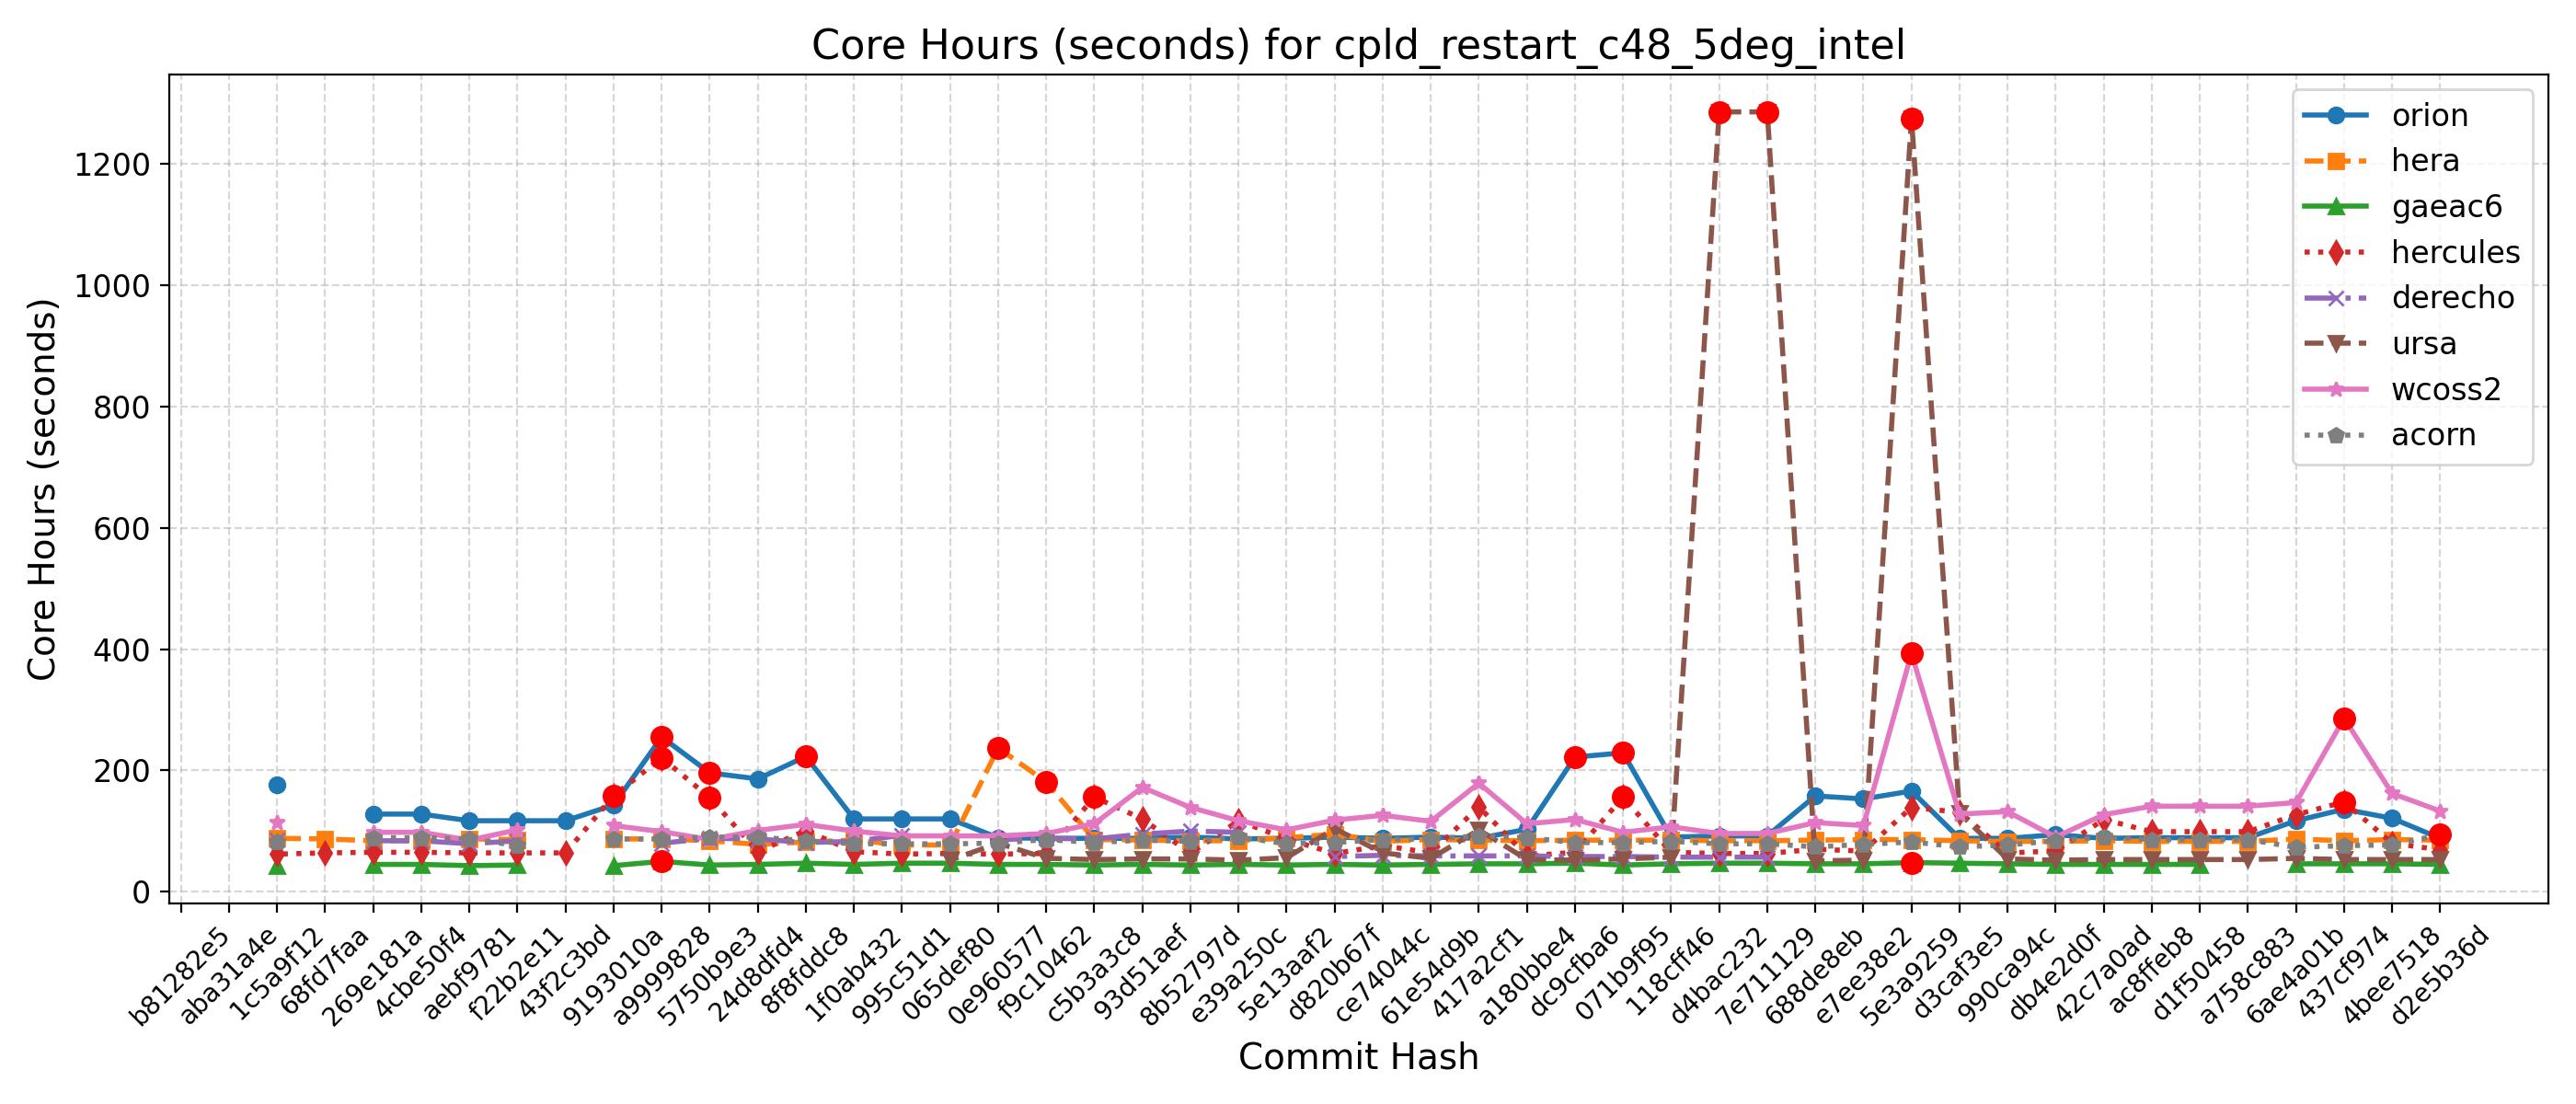 Core Hours (seconds) for cpld_restart_c48_5deg_intel
Core Hours (seconds)
1200
1000
800
600
400
200
0
orion
hera
gaeac6
hercules
derecho
ursa
wcoss2
acorn
b81282e5
aba31a4e
1c5a9f12
68fd7faa
269e181a
4cbe50f4
aebf9781
f22b2e11
43f2c3bd
9193010a
a9999828
5750b9e3
24d8dfd4
8f8fddc8
1f0ab432
995c51d1
065def80
0e960577
f9c10462
c5b3a3c8
93d51aef
8b52797d
e39a250c
5e13aaf2
d820b67f
ce74044c
61e54d9b
417a2cf1
a180bbe4
dc9cfba6
071b9f95
118cff46
d4bac232
7e711129
688de8eb
e7ee38e2
5e3a9259
d3caf3e5
990ca94c
db4e2d0f
42c7a0ad
ac8ffeb8
d1f50458
a758c883
6ae4a01b
437cf974
4bee7518
d2e5b36d
Commit Hash